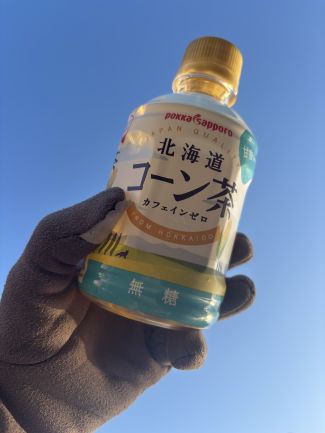 pokka sapporo
JAPAN QUALITY
北海道
コーン茶
カフェインゼロ
FROM HOKKAIDO
無糖